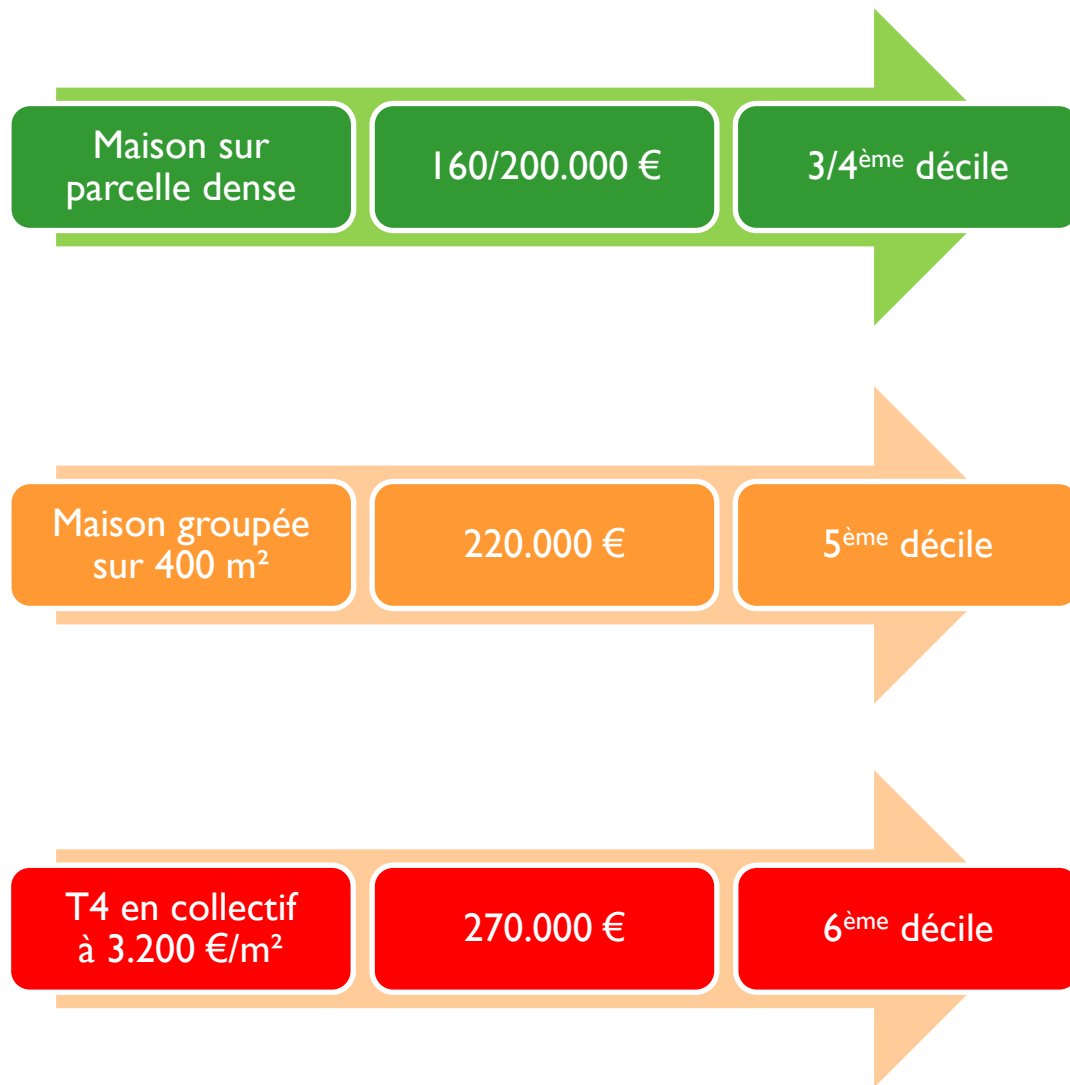 Maison sur
parcelle dense
160/200.000 €
3/4ème décile
Maison groupée
sur 400 m²
220.000 €
5ème décile
T4 en collectif
à 3.200 €/m²
270.000 €
6ème décile